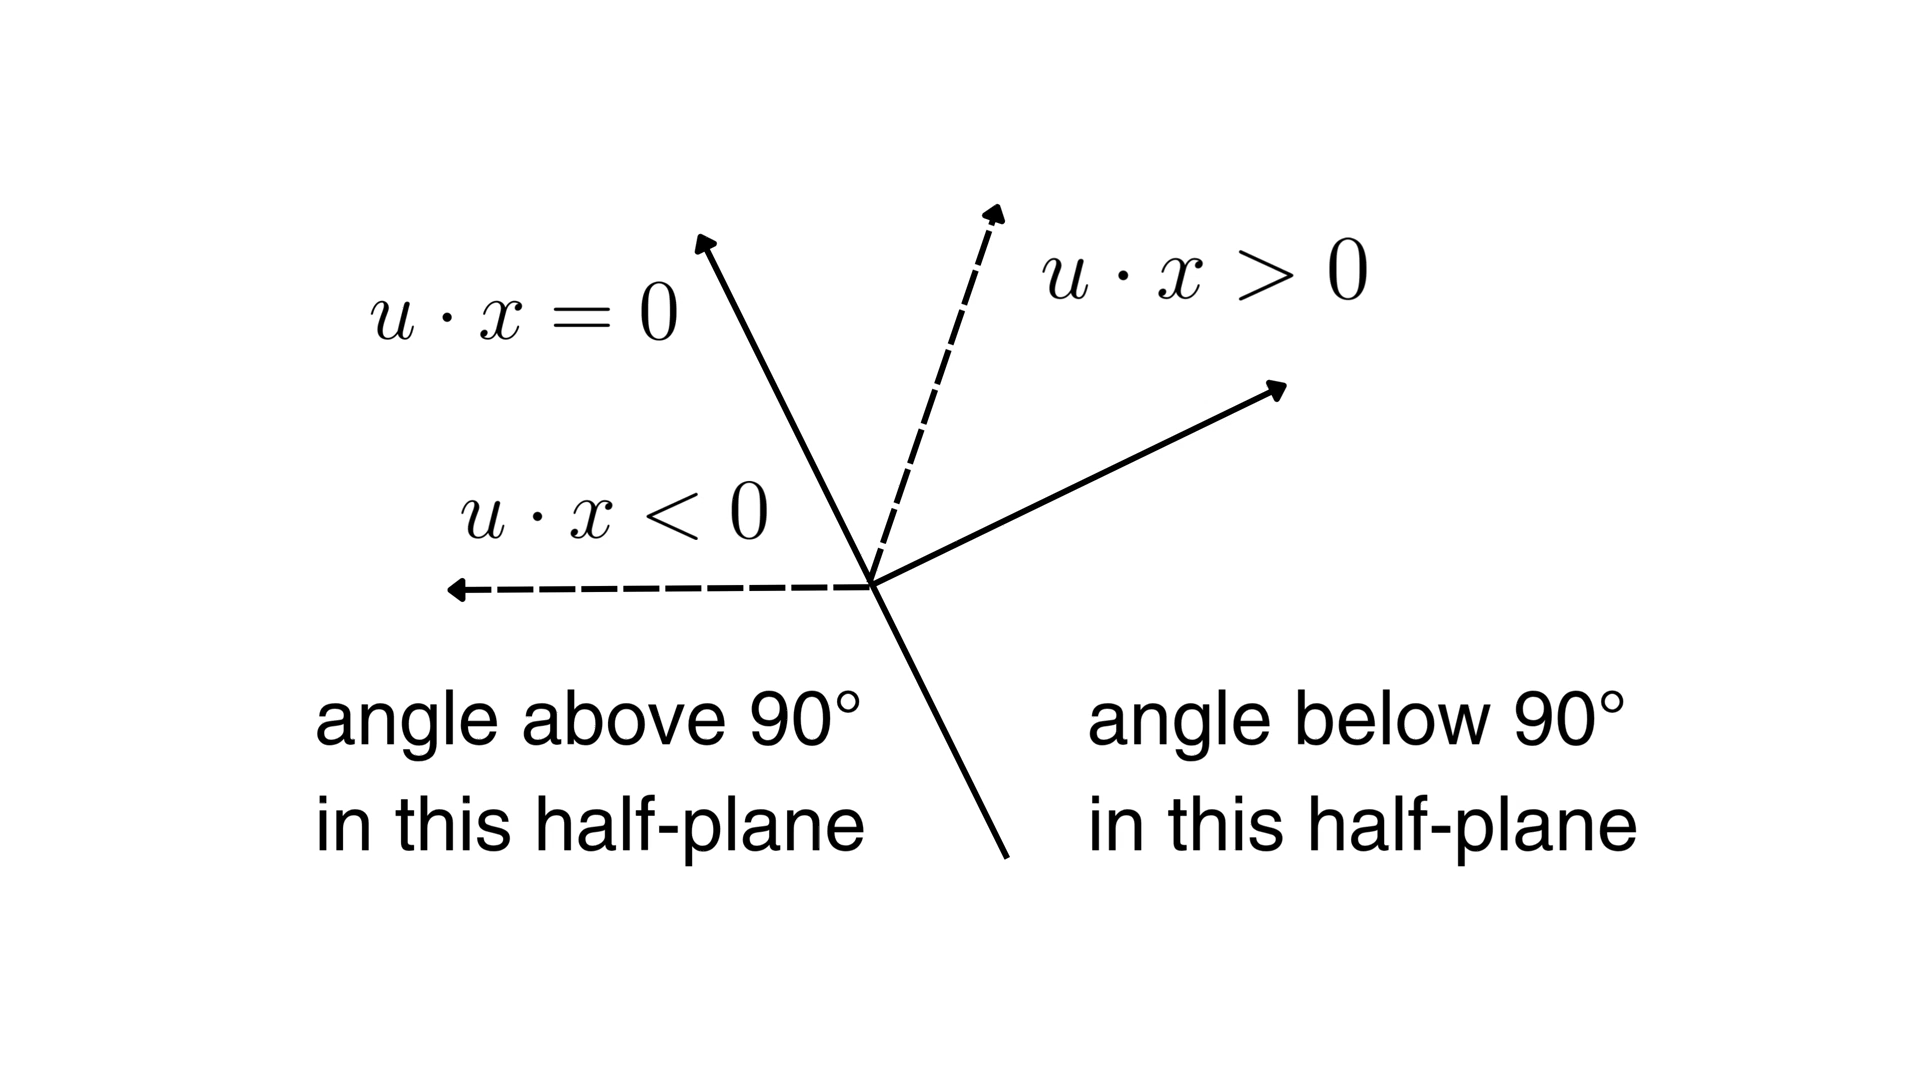 u · x > 0
u · x = 0
u · x < 0
angle above 90°
in this half-plane
angle below 90°
in this half-plane